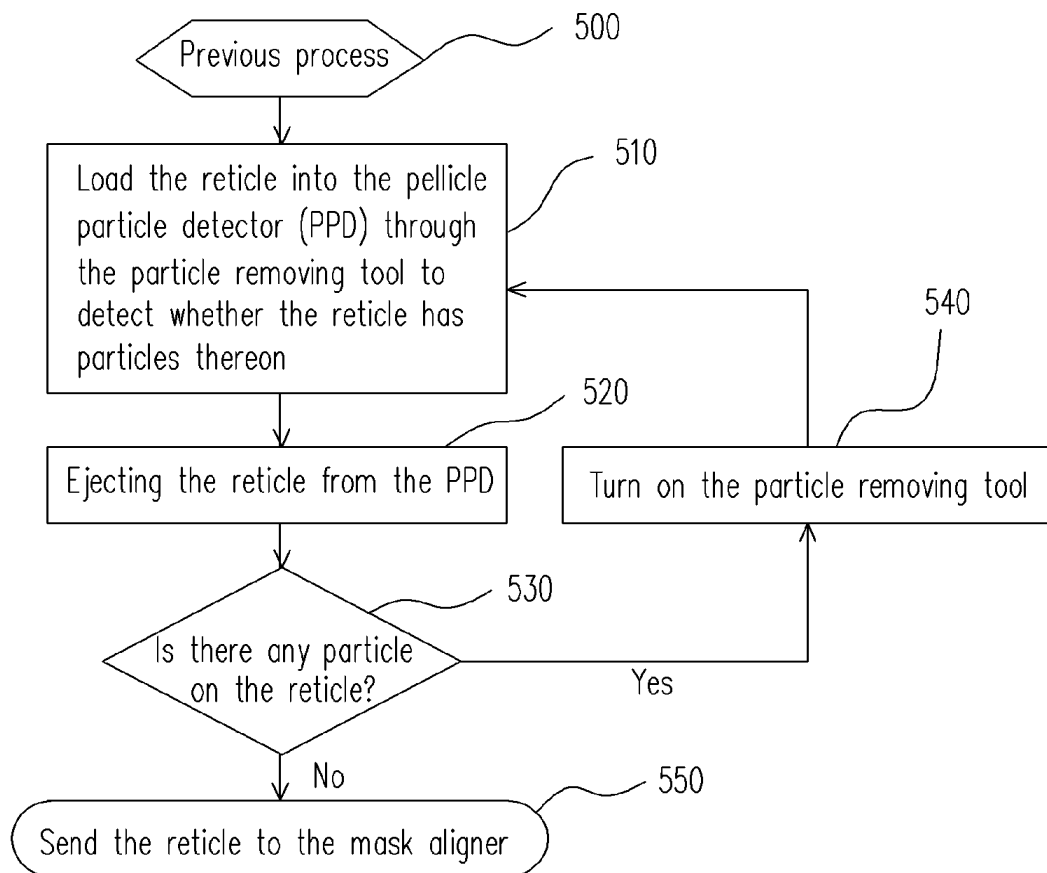 500
Previous process
510
Load the reticle into the pellicle
particle detector (PPD) through
the particle removing tool to
detect whether the reticle has
particles thereon
540
520
Ejecting the reticle from the PPD
Turn on the particle removing tool
530
Is there any particle
on the reticle?
Yes
No
550
Send the reticle to the mask aligner